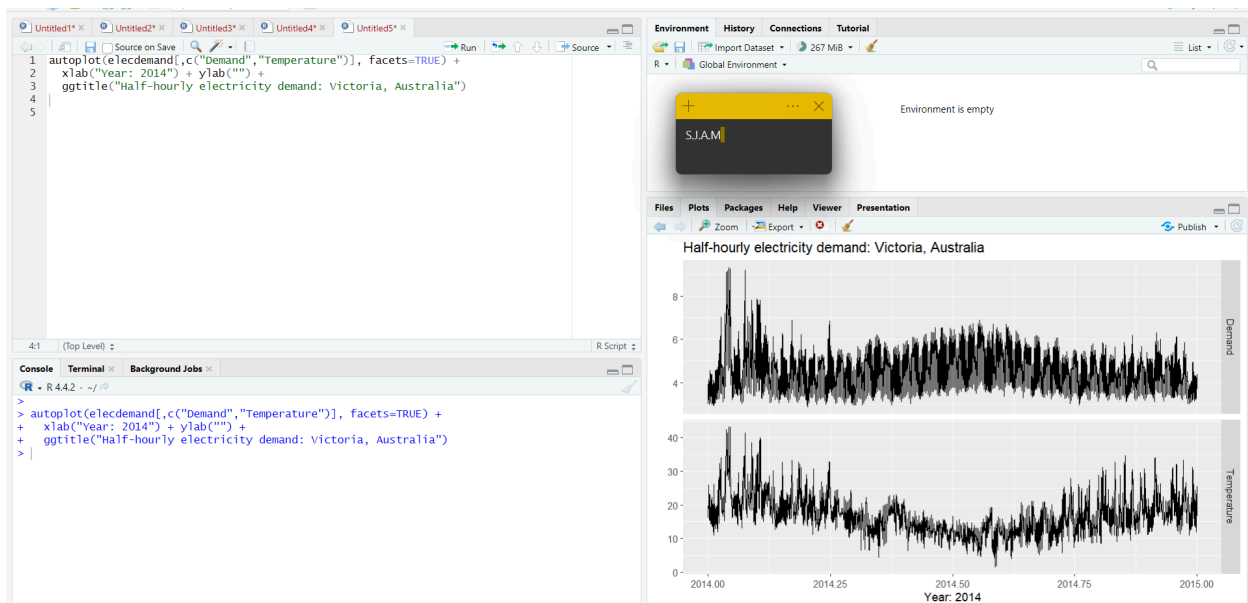 Untitled1* × Untitled2* × Untitled3* × Untitled4* × Untitled5* ×
Source on Save Run Source
1 autoplot(elecdemand[,c("Demand","Temperature")], facets=TRUE) +
2 xlab("Year: 2014") + ylab("") +
3 ggtitle("Half-hourly electricity demand: Victoria, Australia")
4
5
4:1 (Top Level) R Script
Console Terminal × Background Jobs ×
R 4.4.2 · ~/
>
> autoplot(elecdemand[,c("Demand","Temperature")], facets=TRUE) +
+ xlab("Year: 2014") + ylab("") +
+ ggtitle("Half-hourly electricity demand: Victoria, Australia")
>
Environment History Connections Tutorial
Import Dataset 267 MiB List
R Global Environment
S.J.A.M
Environment is empty
Files Plots Packages Help Viewer Presentation
Zoom Export Publish
Half-hourly electricity demand: Victoria, Australia
8
6
4
Demand
40
30
20
10
0
Temperature
2014.00 2014.25 2014.50 2014.75 2015.00
Year: 2014